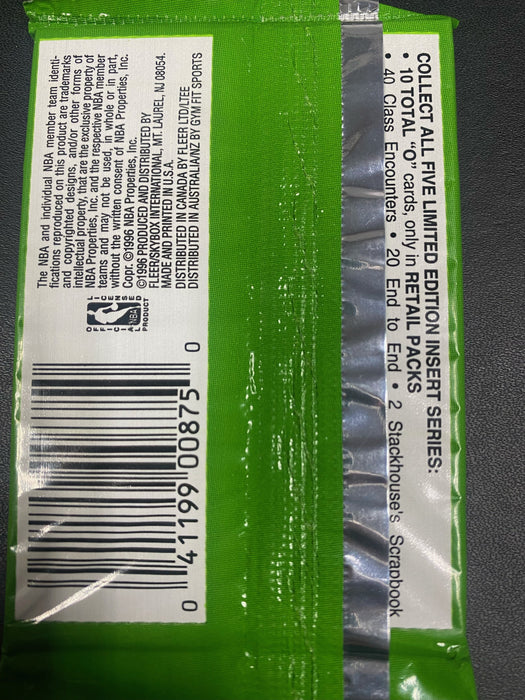 COLLECT ALL FIVE LIMITED EDITION INSERT SERIES:
• 10 TOTAL “O” cards, only in RETAIL PACKS
• 40 Class Encounters • 20 End to End • 2 Stackhouse's Scrapbook
The NBA and individual NBA member team identi-
fications reproduced on this product are trademarks
and copyrighted designs, and/or other forms of
intellectual property, that are the exclusive property of
NBA Properties, Inc. and the respective NBA member
teams and may not be used, in whole or in part,
without the written consent of NBA Properties, Inc.
Copr. ©1996 NBA Properties, Inc.
©1996 PRODUCED AND DISTRIBUTED BY
FLEER/SKYBOX INTERNATIONAL, MT. LAUREL, NJ 08054.
MADE AND PRINTED IN U.S.A.
DISTRIBUTED IN CANADA BY FLEER LTD/LTEE
DISTRIBUTED IN AUSTRALIA/NZ BY GYM FIT SPORTS
OFFICIAL
LICENSED
NBA
PRODUCT
0 41199 00875 0